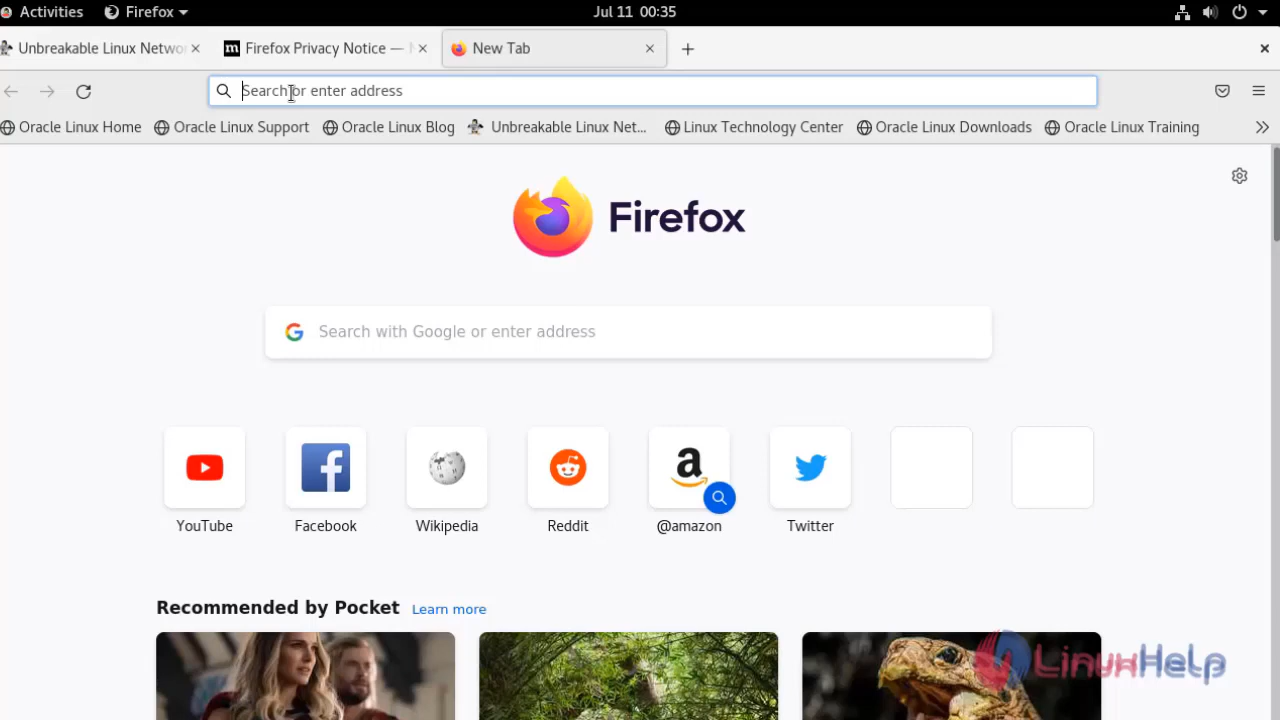 Activities Firefox Jul 11 00:35
Unbreakable Linux Netwo Firefox Privacy Notice — New Tab
Search or enter address
Oracle Linux Home Oracle Linux Support Oracle Linux Blog Unbreakable Linux Net... Linux Technology Center Oracle Linux Downloads Oracle Linux Training
Firefox
Search with Google or enter address
YouTube Facebook Wikipedia Reddit @amazon Twitter
Recommended by Pocket Learn more
LinuxHelp